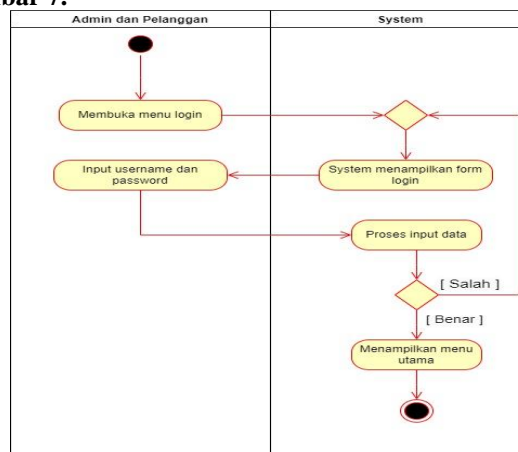 Admin dan Pelanggan
System
Membuka menu login
Input username dan
password
System menampilkan form
login
Proses input data
[ Salah ]
[ Benar ]
Menampilkan menu
utama